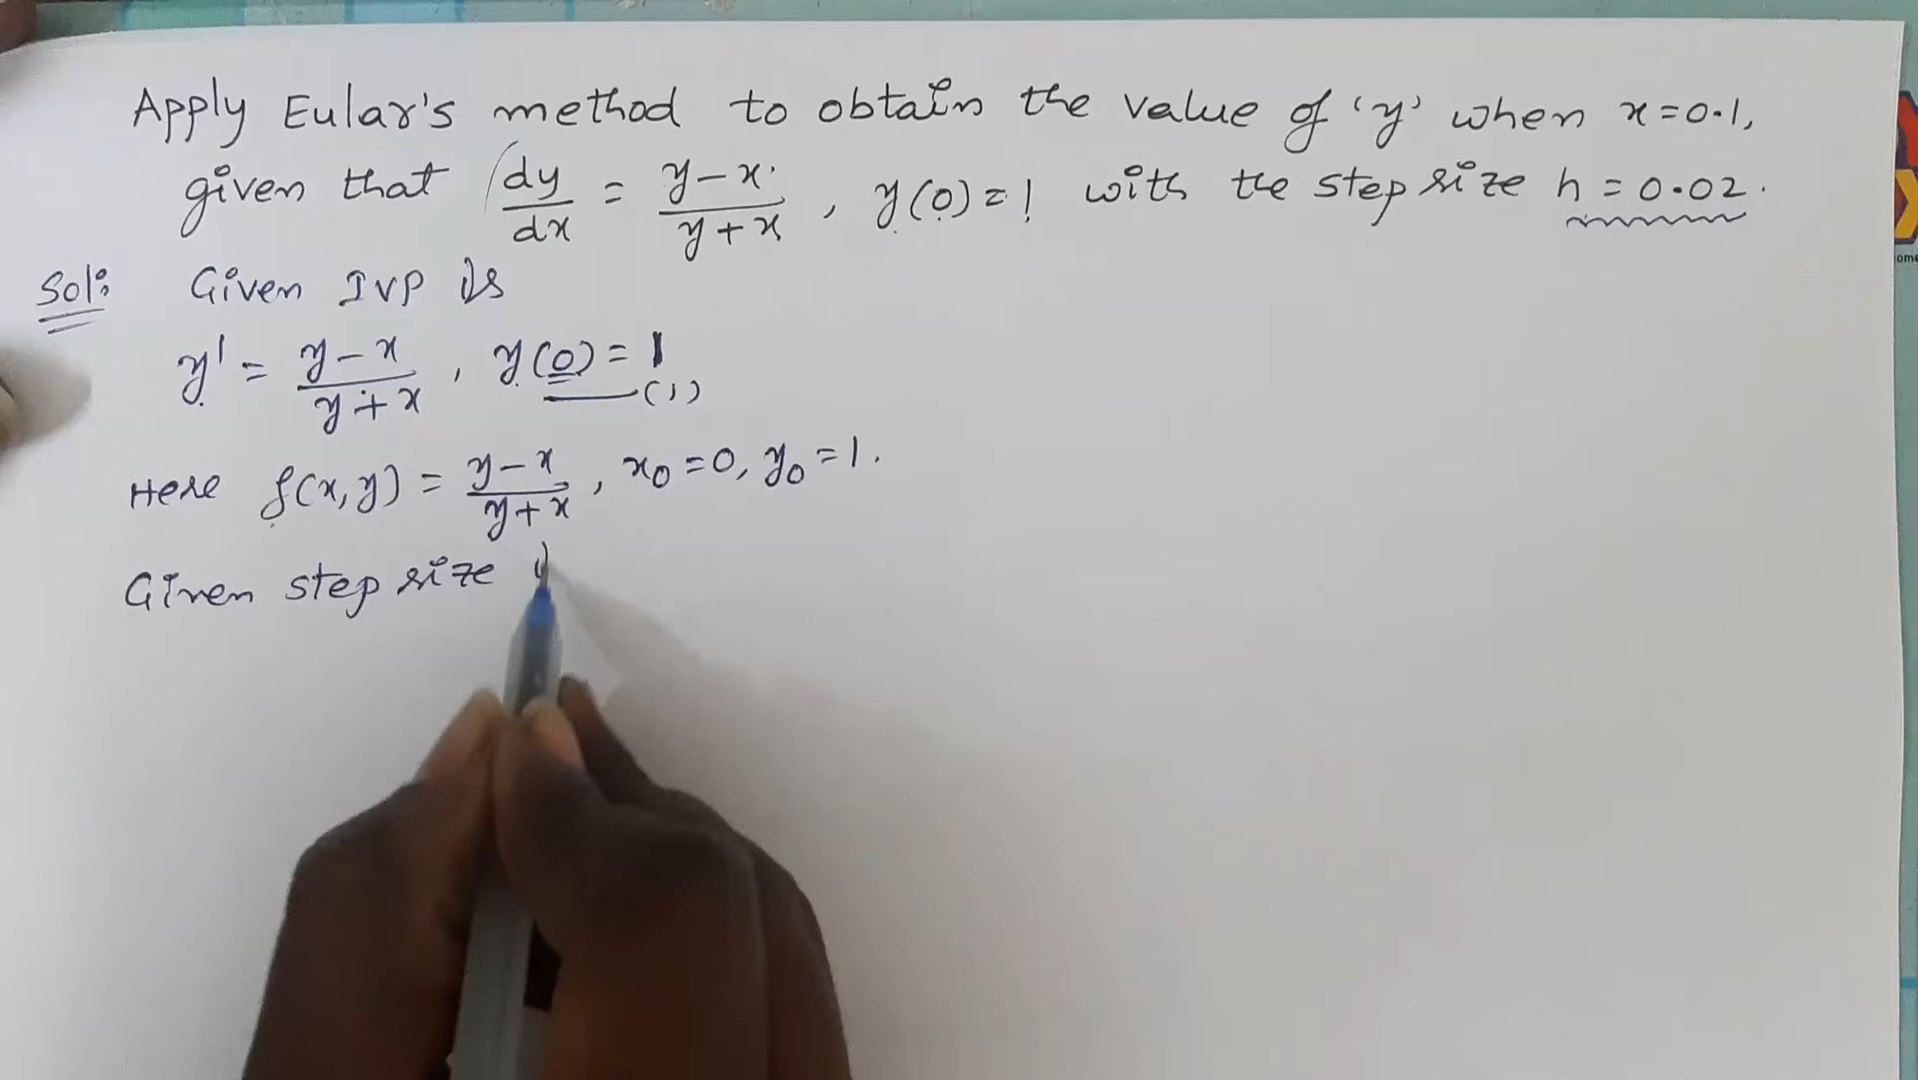 Apply Eular's method to obtain the value of 'y' when x=0.1,
given that dy/dx = y-x/y+x, y(0)=1 with the step size h=0.02.
Sol: Given IVP is
y' = y-x/y+x, y(0)=1
(1)
Here f(x,y) = y-x/y+x, x0=0, y0=1.
Given step size
ome